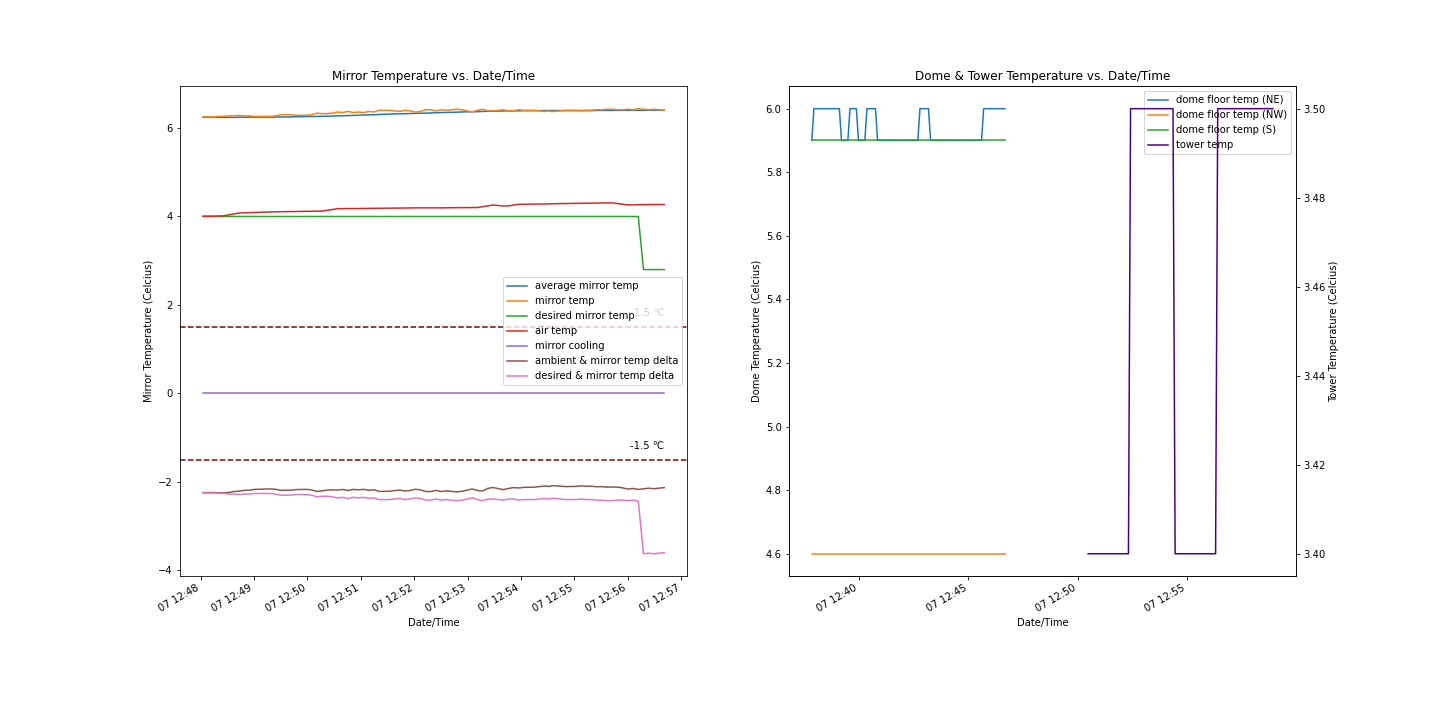 Mirror Temperature vs. Date/Time
Mirror Temperature (Celcius)
6
4
2
0
−2
−4
average mirror temp
mirror temp
desired mirror temp
air temp
mirror cooling
ambient & mirror temp delta
desired & mirror temp delta
1.5 °C
-1.5 °C
07 12:48
07 12:49
07 12:50
07 12:51
07 12:52
07 12:53
07 12:54
07 12:55
07 12:56
07 12:57
Date/Time
Dome & Tower Temperature vs. Date/Time
Dome Temperature (Celcius)
6.0
5.8
5.6
5.4
5.2
5.0
4.8
4.6
dome floor temp (NE)
dome floor temp (NW)
dome floor temp (S)
tower temp
3.50
3.48
3.46
3.44
3.42
3.40
Tower Temperature (Celcius)
07 12:40
07 12:45
07 12:50
07 12:55
Date/Time